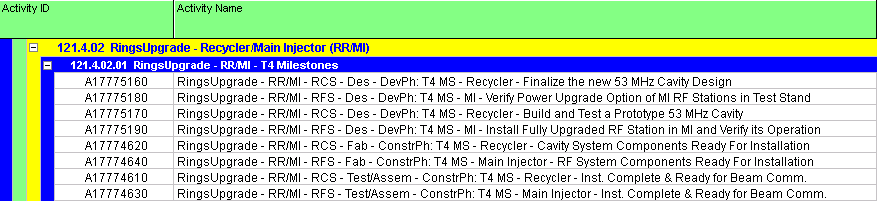 Activity ID Activity Name
121.4.02 RingsUpgrade - Recycler/Main Injector (RR/MI)
121.4.02.01 RingsUpgrade - RR/MI - T4 Milestones
A17775160 RingsUpgrade - RR/MI - RCS - Des - DevPh: T4 MS - Recycler - Finalize the new 53 MHz Cavity Design
A17775180 RingsUpgrade - RR/MI - RFS - Des - DevPh: T4 MS - MI - Verify Power Upgrade Option of MI RF Stations in Test Stand
A17775170 RingsUpgrade - RR/MI - RCS - Des - DevPh: T4 MS - Recycler - Build and Test a Prototype 53 MHz Cavity
A17775190 RingsUpgrade - RR/MI - RFS - Des - DevPh: T4 MS - MI - Install Fully Upgraded RF Station in MI and Verify its Operation
A17774620 RingsUpgrade - RR/MI - RCS - Fab - ConstrPh: T4 MS - Recycler - Cavity System Components Ready For Installation
A17774640 RingsUpgrade - RR/MI - RFS - Fab - ConstrPh: T4 MS - Main Injector - RF System Components Ready For Installation
A17774610 RingsUpgrade - RR/MI - RCS - Test/Assem - ConstrPh: T4 MS - Recycler - Inst. Complete & Ready for Beam Comm.
A17774630 RingsUpgrade - RR/MI - RFS - Test/Assem - ConstrPh: T4 MS - Main Injector - Inst. Complete & Ready for Beam Comm.